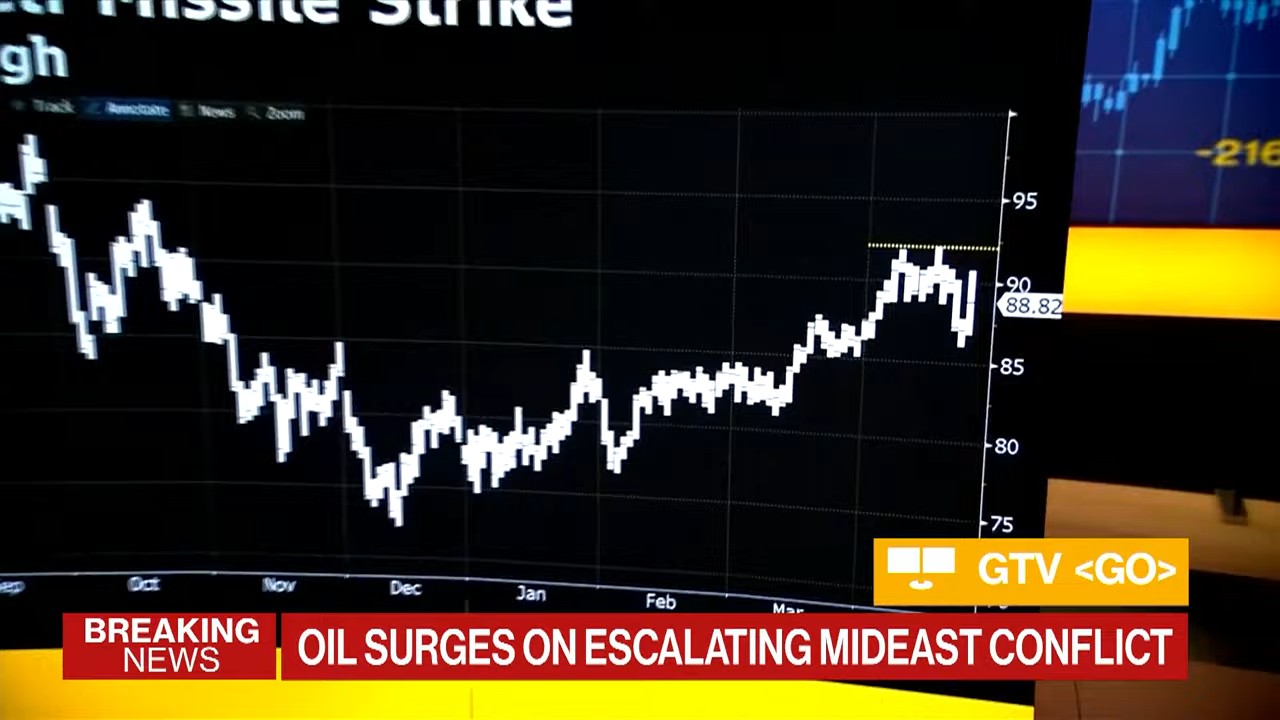 Missile Strike
gh
Track Annotate News Zoom
-216
95
90
88.82
85
80
75
Oct Nov Dec Jan Feb Mar
GTV <GO>
BREAKING
NEWS
OIL SURGES ON ESCALATING MIDEAST CONFLICT